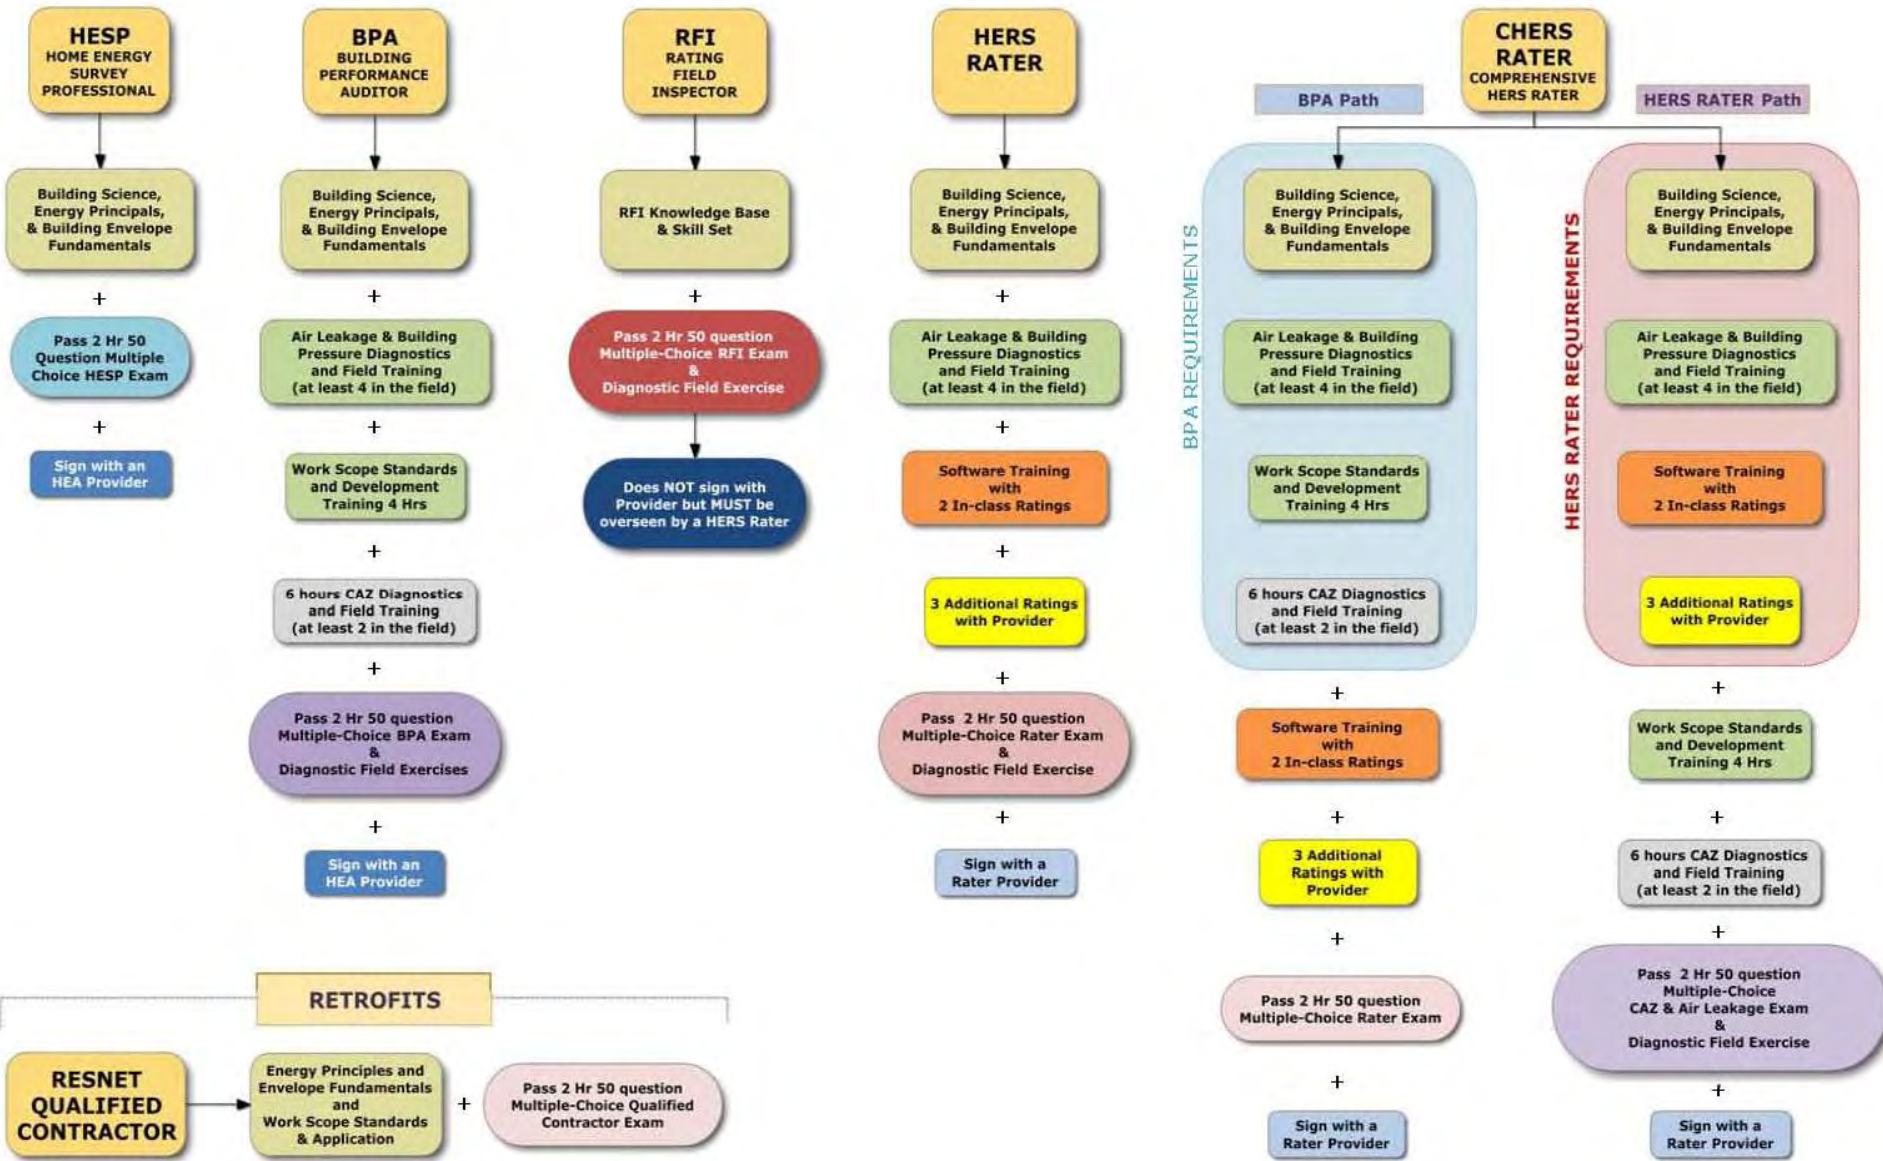 HESP
HOME ENERGY
SURVEY
PROFESSIONAL
Building Science,
Energy Principals,
& Building Envelope
Fundamentals
+
Pass 2 Hr 50
Question Multiple
Choice HESP Exam
+
Sign with an
HEA Provider
BPA
BUILDING
PERFORMANCE
AUDITOR
Building Science,
Energy Principals,
& Building Envelope
Fundamentals
+
Air Leakage & Building
Pressure Diagnostics
and Field Training
(at least 4 in the field)
+
Work Scope Standards
and Development
Training 4 Hrs
+
6 hours CAZ Diagnostics
and Field Training
(at least 2 in the field)
+
Pass 2 Hr 50 question
Multiple-Choice BPA Exam
&
Diagnostic Field Exercises
+
Sign with an
HEA Provider
RFI
RATING
FIELD
INSPECTOR
RFI Knowledge Base
& Skill Set
+
Pass 2 Hr 50 question
Multiple-Choice RFI Exam
&
Diagnostic Field Exercise
Does NOT sign with
Provider but MUST be
overseen by a HERS Rater
HERS
RATER
Building Science,
Energy Principals,
& Building Envelope
Fundamentals
+
Air Leakage & Building
Pressure Diagnostics
and Field Training
(at least 4 in the field)
+
Software Training
with
2 In-class Ratings
+
3 Additional Ratings
with Provider
+
Pass 2 Hr 50 question
Multiple-Choice Rater Exam
&
Diagnostic Field Exercise
+
Sign with a
Rater Provider
CHERS
RATER
COMPREHENSIVE
HERS RATER
BPA Path
BPA REQUIREMENTS
Building Science,
Energy Principals,
& Building Envelope
Fundamentals
Air Leakage & Building
Pressure Diagnostics
and Field Training
(at least 4 in the field)
Work Scope Standards
and Development
Training 4 Hrs
6 hours CAZ Diagnostics
and Field Training
(at least 2 in the field)
+
Software Training
with
2 In-class Ratings
+
3 Additional
Ratings with
Provider
+
Pass 2 Hr 50 question
Multiple-Choice Rater Exam
+
Sign with a
Rater Provider
HERS RATER Path
HERS RATER REQUIREMENTS
Building Science,
Energy Principals,
& Building Envelope
Fundamentals
Air Leakage & Building
Pressure Diagnostics
and Field Training
(at least 4 in the field)
Software Training
with
2 In-class Ratings
3 Additional Ratings
with Provider
+
Work Scope Standards
and Development
Training 4 Hrs
+
6 hours CAZ Diagnostics
and Field Training
(at least 2 in the field)
+
Pass 2 Hr 50 question
Multiple-Choice
CAZ & Air Leakage Exam
&
Diagnostic Field Exercise
+
Sign with a
Rater Provider
RETROFITS
RESNET
QUALIFIED
CONTRACTOR
Energy Principles and
Envelope Fundamentals
and
Work Scope Standards
& Application
+
Pass 2 Hr 50 question
Multiple-Choice Qualified
Contractor Exam